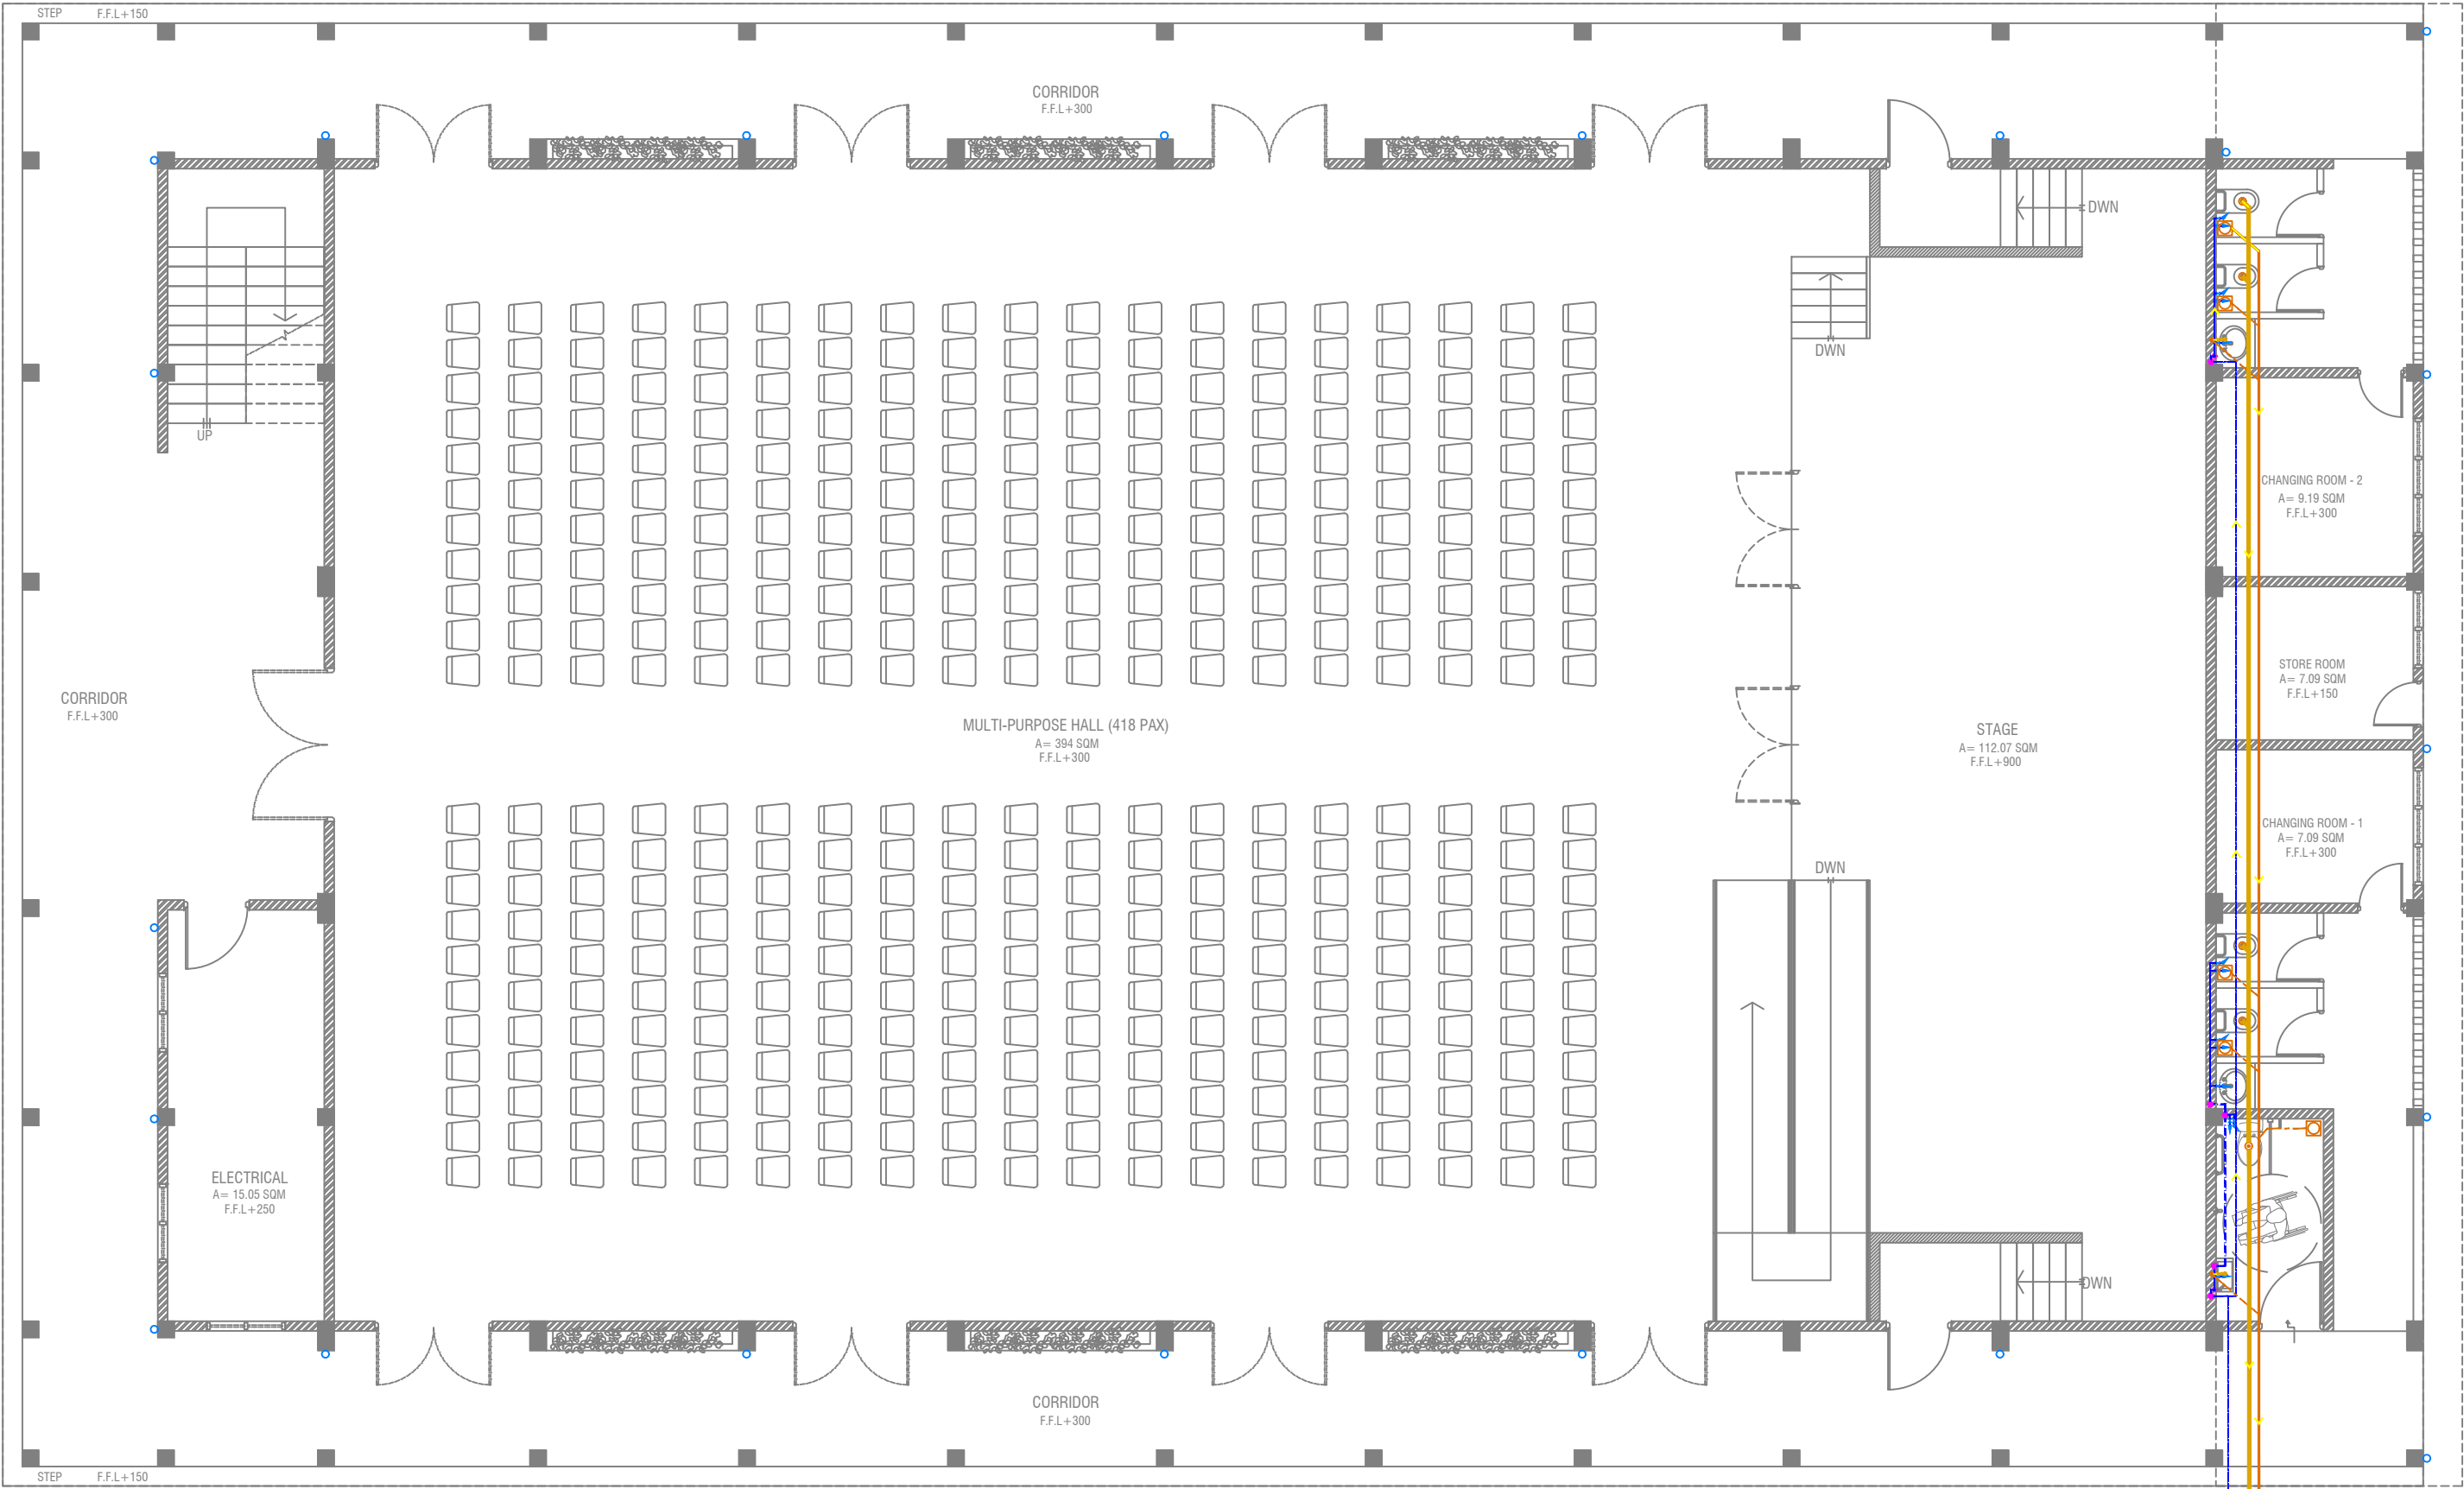 STEP F.F.L+150
CORRIDOR
F.F.L+300
DWN
UP
DWN
CHANGING ROOM - 2
A= 9.19 SQM
F.F.L+300
STORE ROOM
A= 7.09 SQM
F.F.L+150
CORRIDOR
F.F.L+300
MULTI-PURPOSE HALL (418 PAX)
A= 394 SQM
F.F.L+300
STAGE
A= 112.07 SQM
F.F.L+900
CHANGING ROOM - 1
A= 7.09 SQM
F.F.L+300
DWN
ELECTRICAL
A= 15.05 SQM
F.F.L+250
DWN
CORRIDOR
F.F.L+300
STEP F.F.L+150